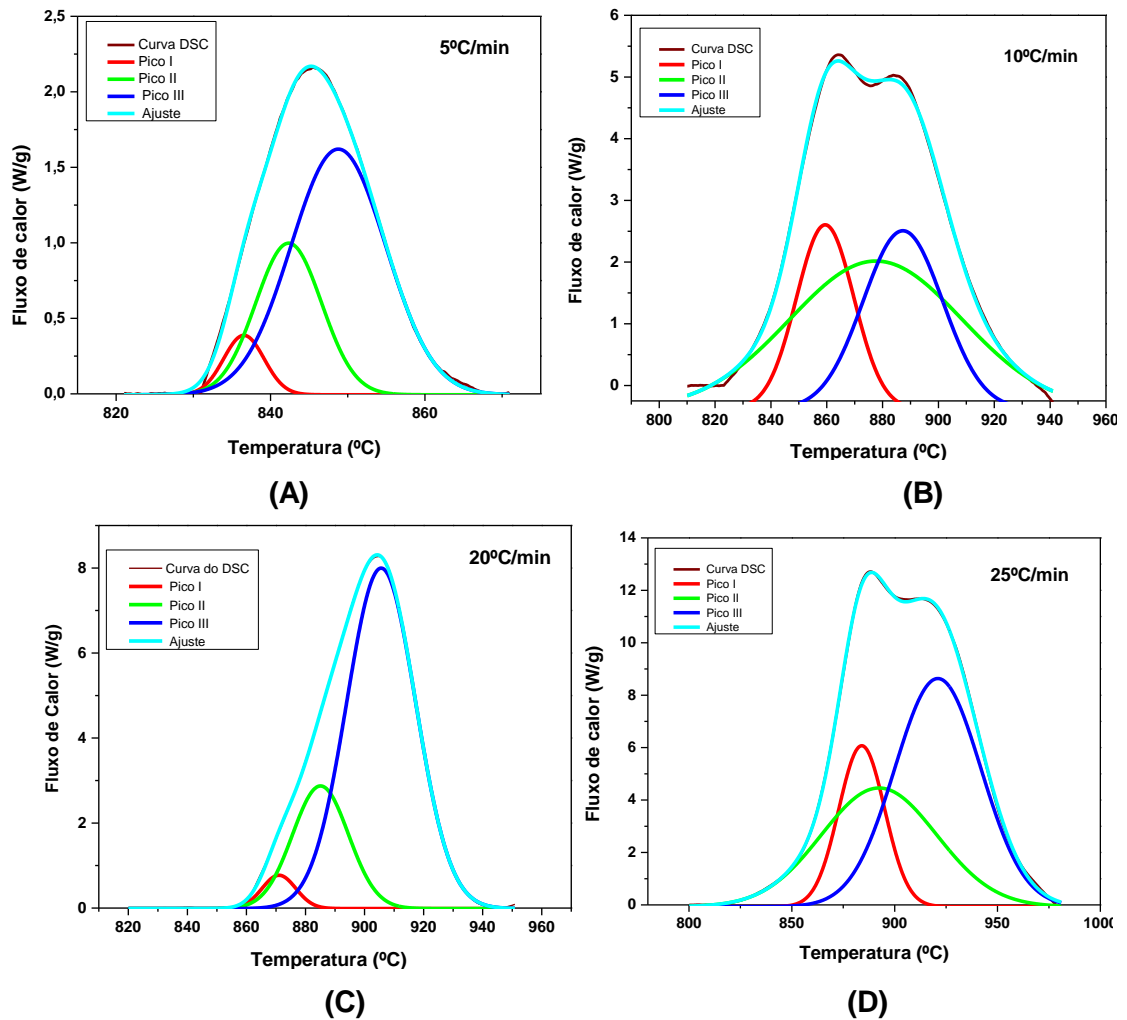 5ºC/min
Curva DSC
Pico I
Pico II
Pico III
Ajuste
Fluxo de calor (W/g)
2,5
2,0
1,5
1,0
0,5
0,0
820
840
860
Temperatura (ºC)
(A)
10ºC/min
Curva DSC
Pico I
Pico II
Pico III
Ajuste
Fluxo de calor (W/g)
6
5
4
3
2
1
0
800
820
840
860
880
900
920
940
960
Temperatura (ºC)
(B)
20ºC/min
Curva do DSC
Pico I
Pico II
Pico III
Ajuste
Fluxo de Calor (W/g)
8
6
4
2
0
820
840
860
880
900
920
940
960
Temperatura (ºC)
(C)
25ºC/min
Curva DSC
Pico I
Pico II
Pico III
Ajuste
Fluxo de calor (W/g)
14
12
10
8
6
4
2
0
800
850
900
950
1000
Temperatura (ºC)
(D)